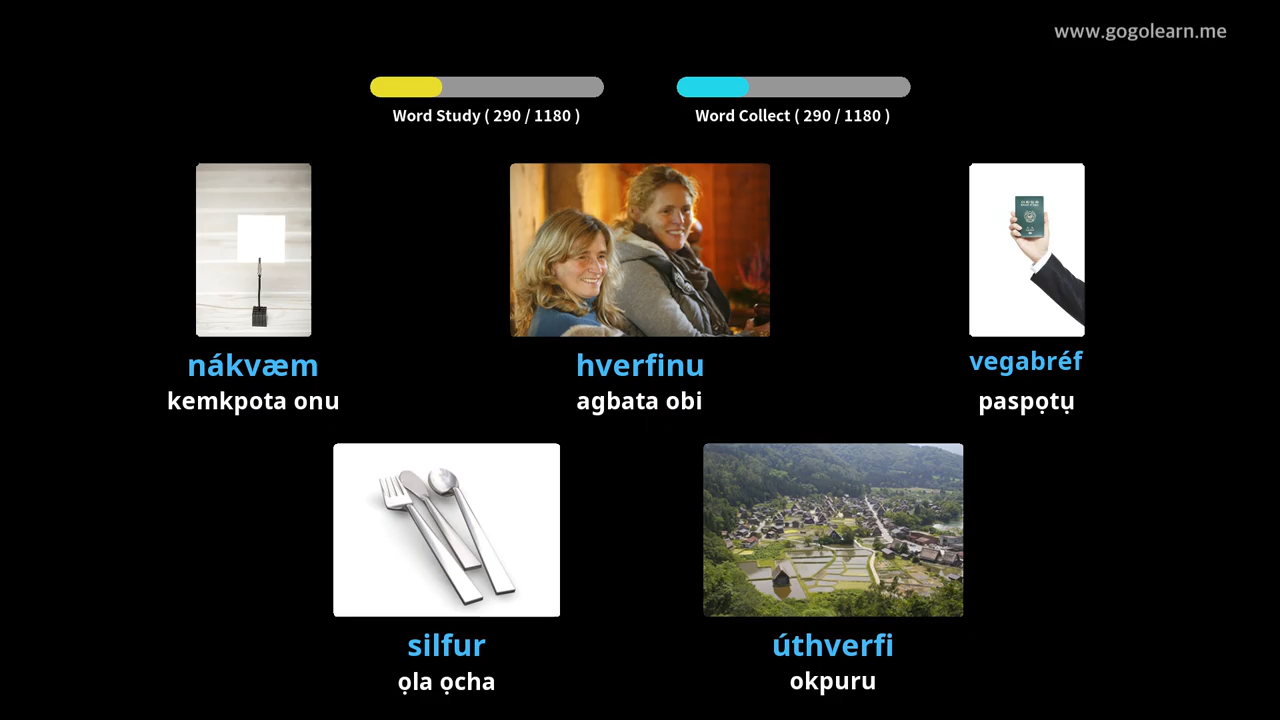 www.gogolearn.me
Word Study ( 290 / 1180 )
Word Collect ( 290 / 1180 )
nákvæm
kemkpota onu
hverfinu
agbata obi
vegabréf
paspọtụ
silfur
ọla ọcha
úthverfi
okpuru